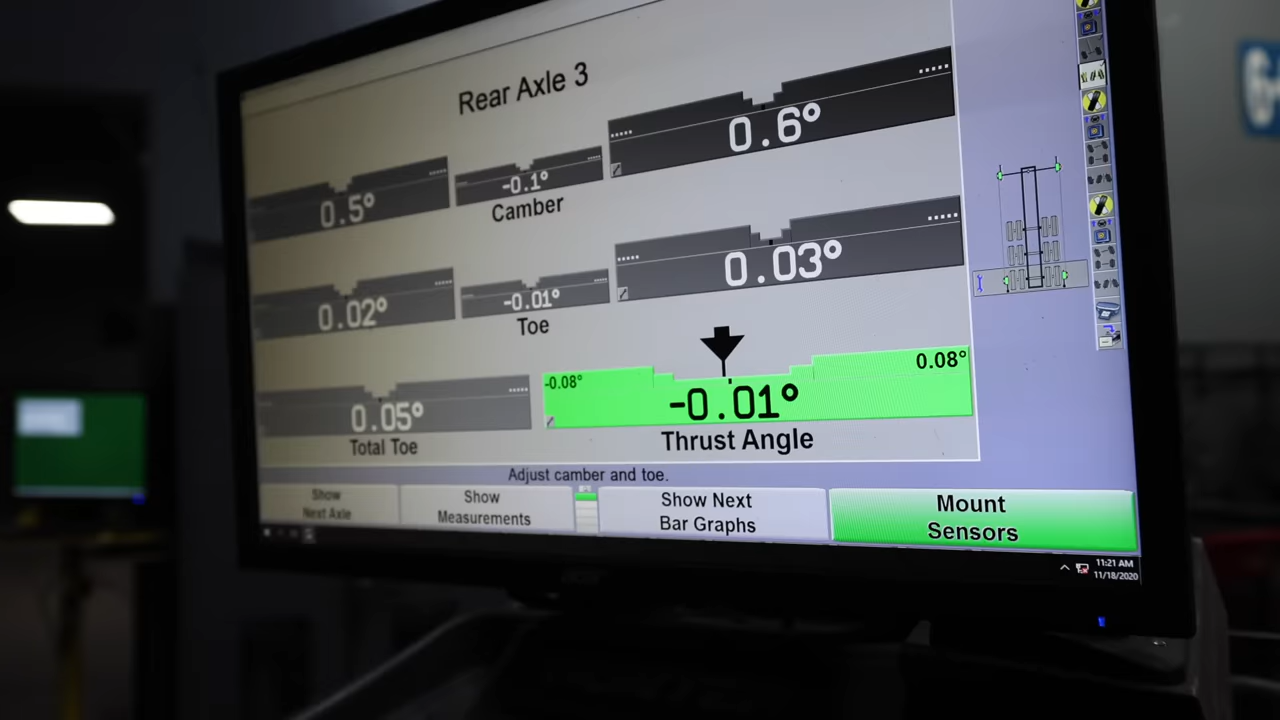 Rear Axle 3
0.5°
-0.1°
0.6°
Camber
0.02°
-0.01°
0.03°
Toe
0.05°
-0.08°
-0.01°
0.08°
Total Toe
Thrust Angle
Adjust camber and toe.
Show
Next Axle
Show
Measurements
Show Next
Bar Graphs
Mount
Sensors
11:21 AM
11/18/2020